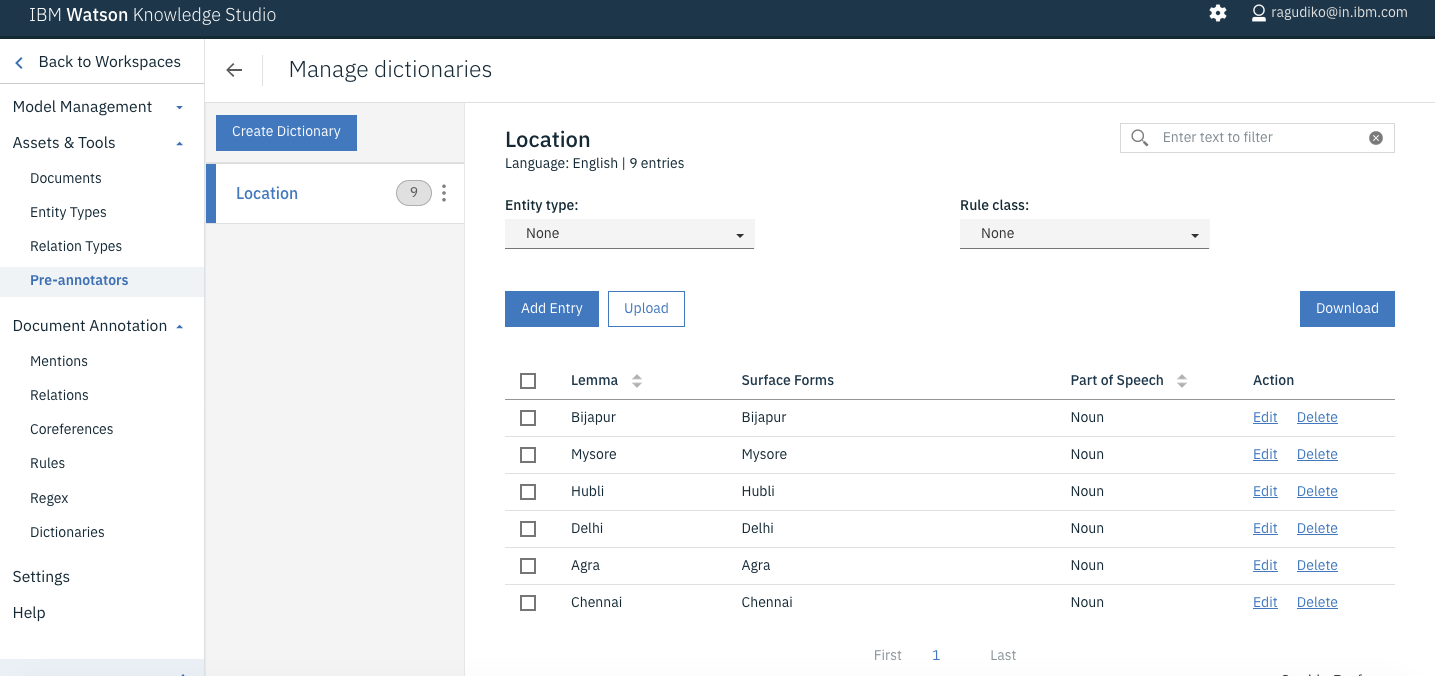 IBM Watson Knowledge Studio
ragudiko@in.ibm.com
Back to Workspaces
Model Management
Assets & Tools
Documents
Entity Types
Relation Types
Pre-annotators
Document Annotation
Mentions
Relations
Coreferences
Rules
Regex
Dictionaries
Settings
Help
Manage dictionaries
Create Dictionary
Location 9
Location
Language: English | 9 entries
Enter text to filter
Entity type:
None
Rule class:
None
Add Entry
Upload
Download
Lemma Surface Forms Part of Speech Action
Bijapur Bijapur Noun Edit Delete
Mysore Mysore Noun Edit Delete
Hubli Hubli Noun Edit Delete
Delhi Delhi Noun Edit Delete
Agra Agra Noun Edit Delete
Chennai Chennai Noun Edit Delete
First 1 Last